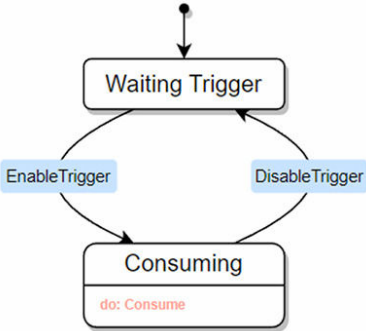 Waiting Trigger
EnableTrigger
DisableTrigger
Consuming
do: Consume